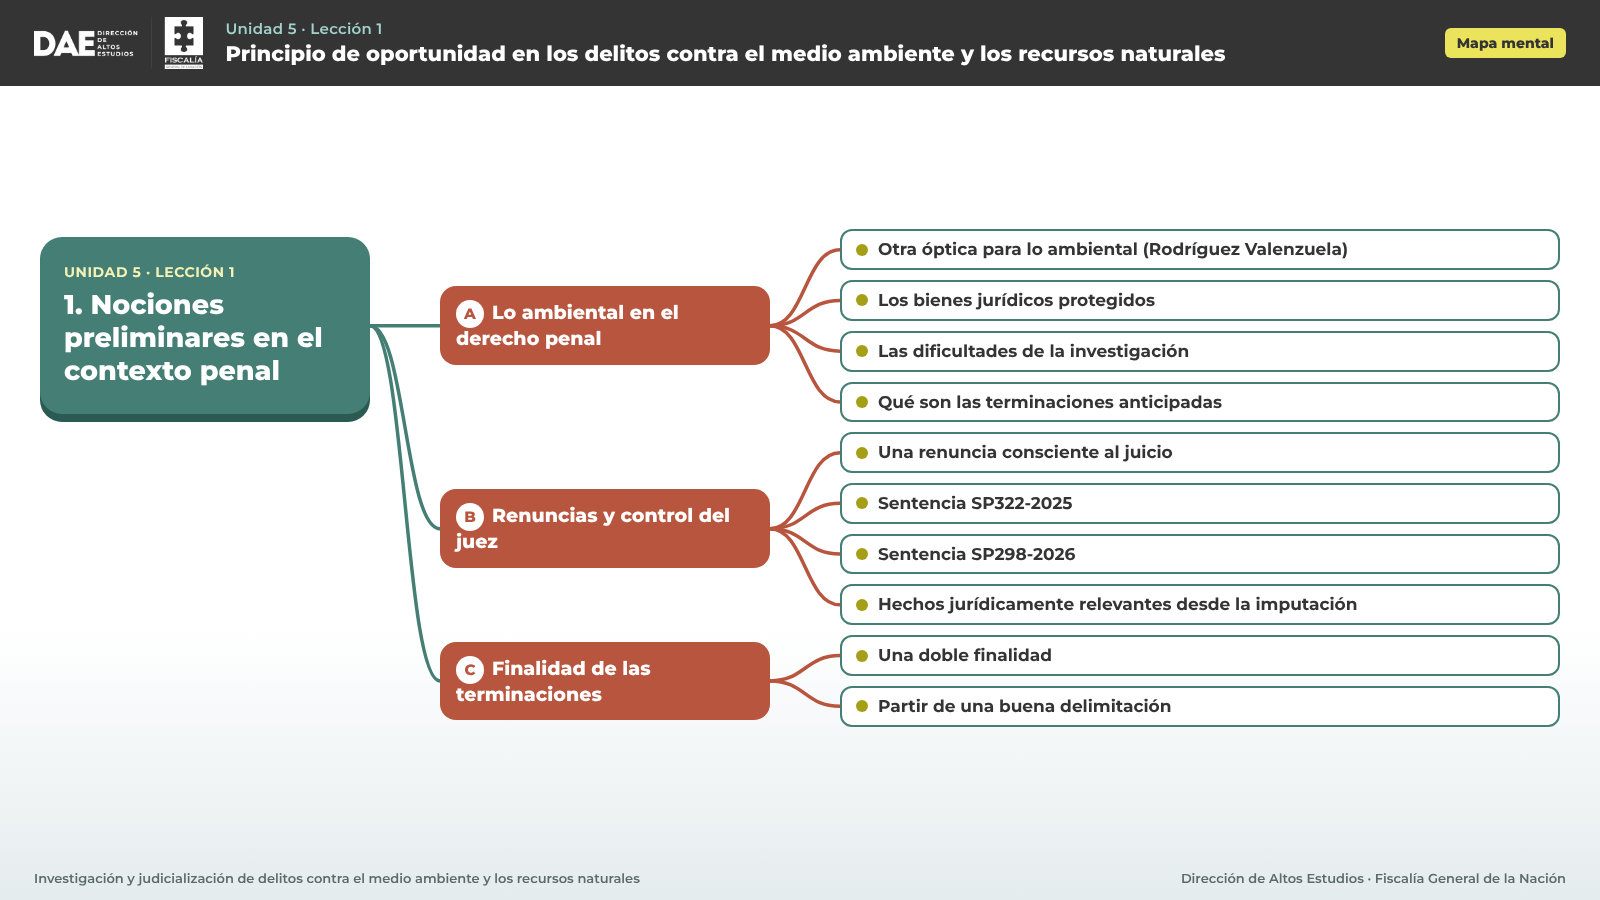 DAE DIRECCIÓN
DE
ALTOS
ESTUDIOS
FISCALÍA
Unidad 5 · Lección 1
Principio de oportunidad en los delitos contra el medio ambiente y los recursos naturales
Mapa mental
UNIDAD 5 · LECCIÓN 1
1. Nociones
preliminares en el
contexto penal
A Lo ambiental en el
derecho penal
Otra óptica para lo ambiental (Rodríguez Valenzuela)
Los bienes jurídicos protegidos
Las dificultades de la investigación
Qué son las terminaciones anticipadas
B Renuncias y control del
juez
Una renuncia consciente al juicio
Sentencia SP322-2025
Sentencia SP298-2026
Hechos jurídicamente relevantes desde la imputación
C Finalidad de las
terminaciones
Una doble finalidad
Partir de una buena delimitación
Investigación y judicialización de delitos contra el medio ambiente y los recursos naturales
Dirección de Altos Estudios · Fiscalía General de la Nación